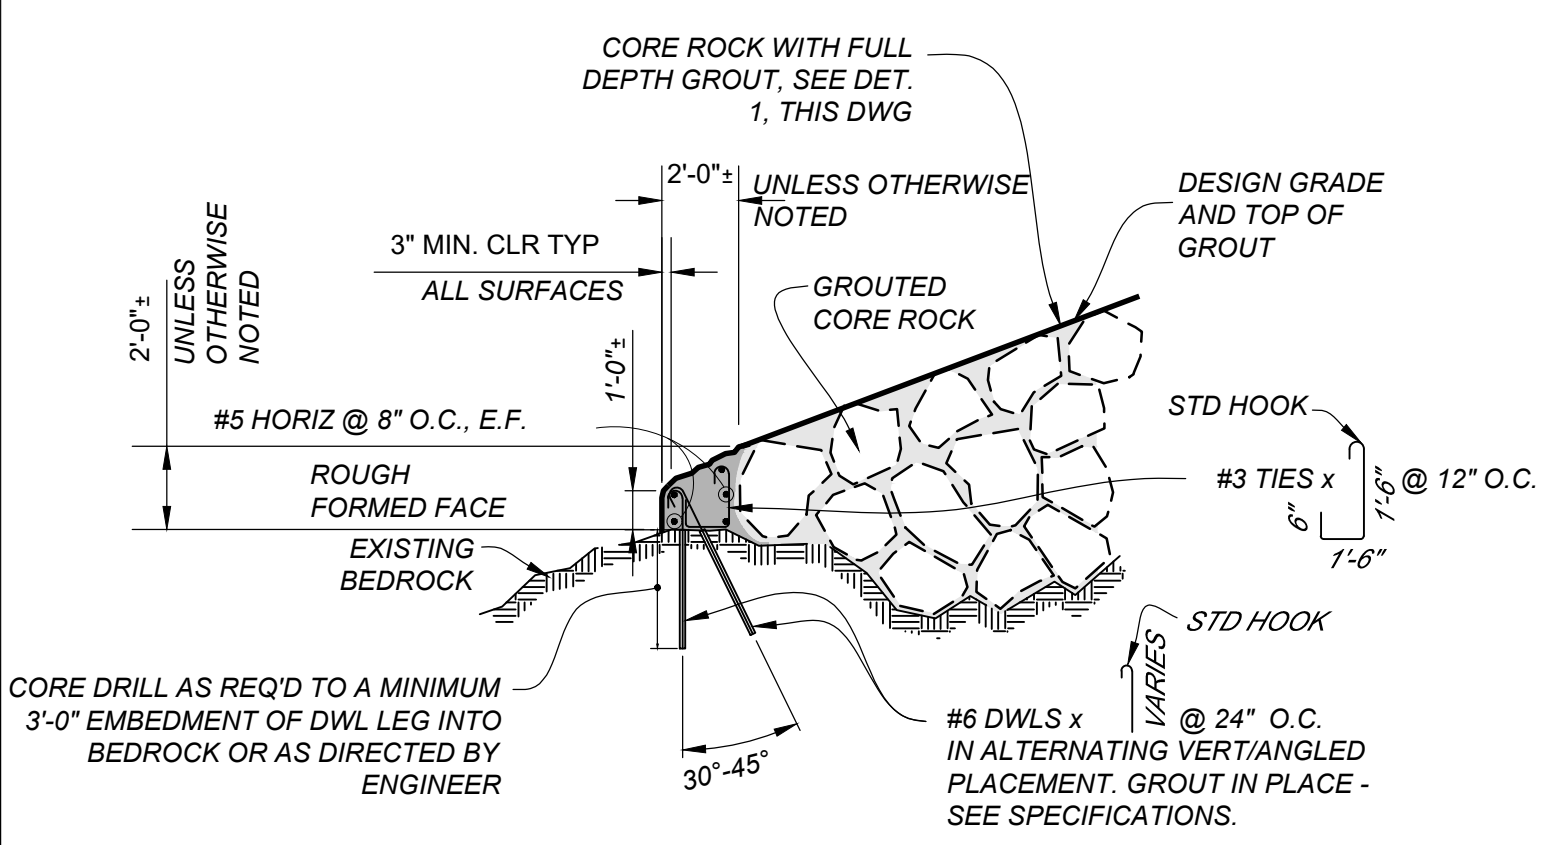 CORE ROCK WITH FULL
DEPTH GROUT, SEE DET.
1, THIS DWG
2'-0"±
UNLESS OTHERWISE
NOTED
DESIGN GRADE
AND TOP OF
GROUT
3" MIN. CLR TYP
ALL SURFACES
2'-0"±
UNLESS
OTHERWISE
NOTED
GROUTED
CORE ROCK
1'-0"±
#5 HORIZ @ 8" O.C., E.F.
STD HOOK
#3 TIES x
6"
1'-6"
1'-6"
@ 12" O.C.
ROUGH
FORMED FACE
EXISTING
BEDROCK
STD HOOK
CORE DRILL AS REQ'D TO A MINIMUM
3'-0" EMBEDMENT OF DWL LEG INTO
BEDROCK OR AS DIRECTED BY
ENGINEER
30°-45°
#6 DWLS x
VARIES
@ 24" O.C.
IN ALTERNATING VERT/ANGLED
PLACEMENT. GROUT IN PLACE -
SEE SPECIFICATIONS.